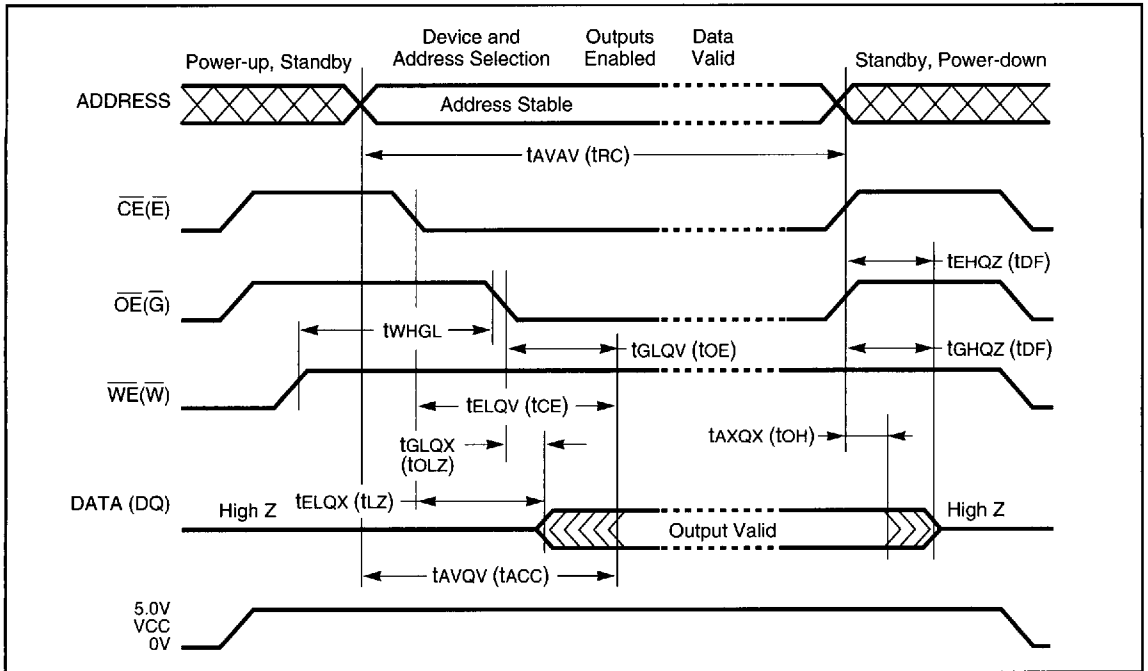 Power-up, Standby
Device and
Address Selection
Outputs
Enabled
Data
Valid
Standby, Power-down
ADDRESS
Address Stable
tAVAV (tRC)
CE(E)
tEHQZ (tDF)
OE(G)
tWHGL
tGLQV (tOE)
tGHQZ (tDF)
WE(W)
tELQV (tCE)
tGLQX
(tOLZ)
tAXQX (tOH)
tELQX (tLZ)
DATA (DQ)
High Z
Output Valid
High Z
tAVQV (tACC)
5.0V
VCC
0V